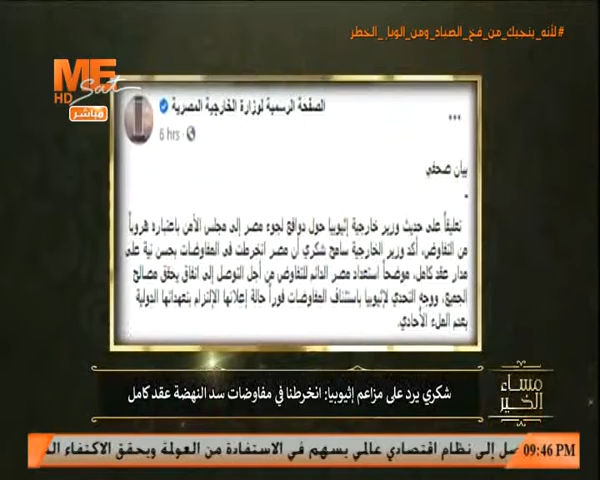 #لأنه_ينجيك_من_فخ_الصياد_ومن_الوبإ_الخطر
ME
Sat
HD
مباشر
الصفحة الرسمية لوزارة الخارجية المصرية
6 hrs
بيان صحفي
-
تعليقاً على حديث وزير خارجية إثيوبيا حول دوافع لجوء مصر إلى مجلس الأمن باعتباره هروباً
من التفاوض، أكد وزير الخارجية سامح شكري أن مصر انخرطت في المفاوضات بحسن نية على
مدار عقد كامل، موضحاً استعداد مصر الدائم للتفاوض من أجل التوصل إلى اتفاق يحقق مصالح
الجميع، ووجه التحدي لإثيوبيا باستئناف المفاوضات فوراً حالة إعلانها الإلتزام بتعهداتها الدولية
بعدم الملء الأحادي.
شكري يرد على مزاعم إثيوبيا: انخرطنا في مفاوضات سد النهضة عقد كامل
مساء
الخير
صل إلى نظام اقتصادي عالمي يسهم في الاستفادة من العولة ويحقق الاكتفاء
09:46 PM